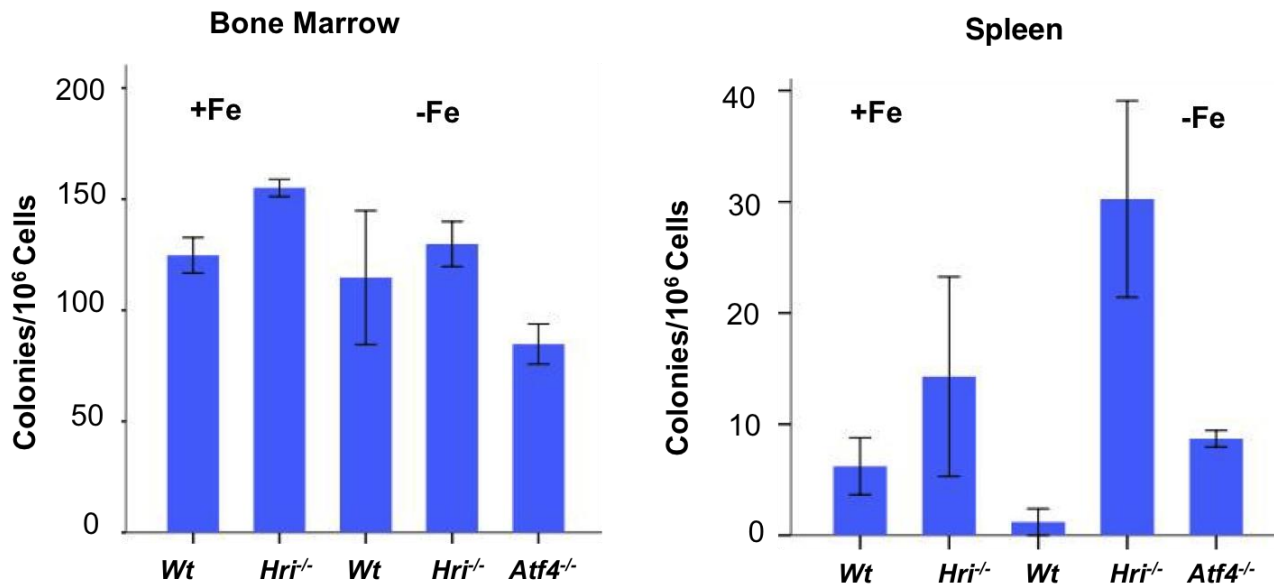 Bone Marrow
+Fe
-Fe
Colonies/10⁶ Cells
200
150
100
50
0
Wt Hri⁻/⁻ Wt Hri⁻/⁻ Atf4⁻/⁻
Spleen
+Fe
-Fe
Colonies/10⁶ Cells
40
30
20
10
0
Wt Hri⁻/⁻ Wt Hri⁻/⁻ Atf4⁻/⁻